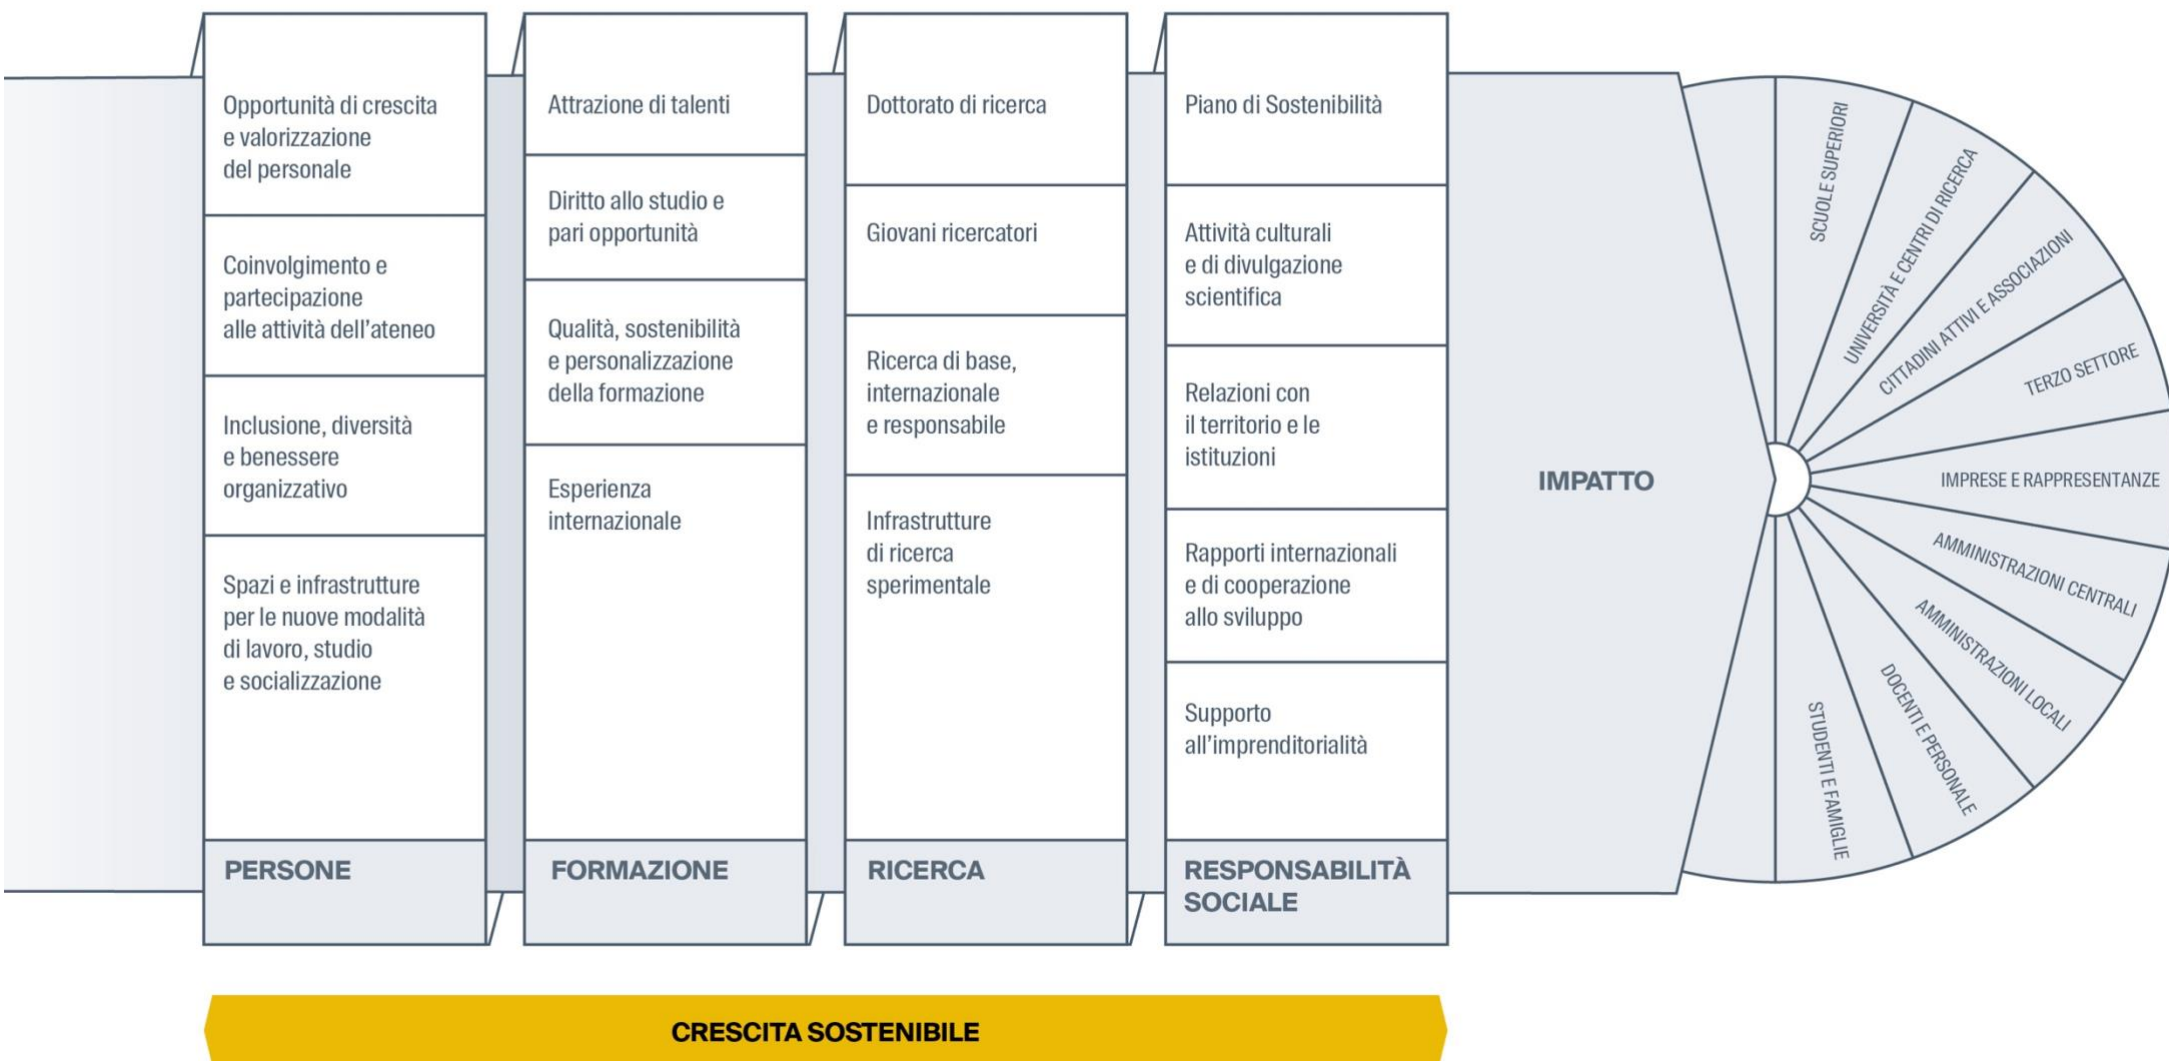 Opportunità di crescita
e valorizzazione
del personale
Coinvolgimento e
partecipazione
alle attività dell'ateneo
Inclusione, diversità
e benessere
organizzativo
Spazi e infrastrutture
per le nuove modalità
di lavoro, studio
e socializzazione
PERSONE
Attrazione di talenti
Diritto allo studio e
pari opportunità
Qualità, sostenibilità
e personalizzazione
della formazione
Esperienza
internazionale
FORMAZIONE
Dottorato di ricerca
Giovani ricercatori
Ricerca di base,
internazionale
e responsabile
Infrastrutture
di ricerca
sperimentale
RICERCA
Piano di Sostenibilità
Attività culturali
e di divulgazione
scientifica
Relazioni con
il territorio e le
istituzioni
Rapporti internazionali
e di cooperazione
allo sviluppo
Supporto
all'imprenditorialità
RESPONSABILITÀ
SOCIALE
IMPATTO
SCUOLE SUPERIORI
UNIVERSITÀ E CENTRI DI RICERCA
CITTADINI ATTIVI E ASSOCIAZIONI
TERZO SETTORE
IMPRESE E RAPPRESENTANZE
AMMINISTRAZIONI CENTRALI
AMMINISTRAZIONI LOCALI
DOCENTI E PERSONALE
STUDENTI E FAMIGLIE
CRESCITA SOSTENIBILE